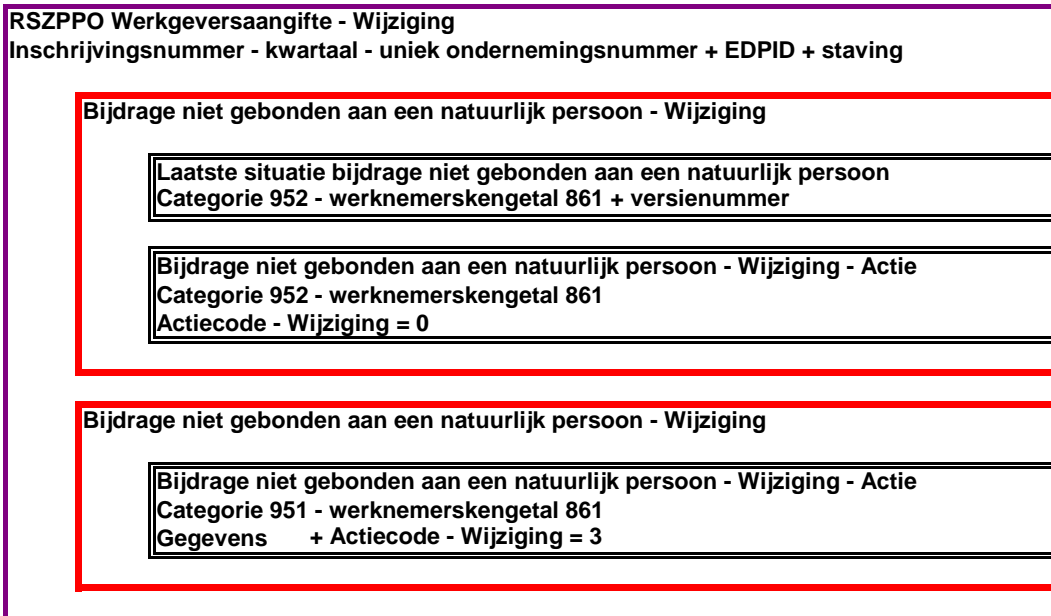 RSZPPO Werkgeversaangifte - Wijziging
Inschrijvingsnummer - kwartaal - uniek ondernemingsnummer + EDPID + staving
Bijdrage niet gebonden aan een natuurlijk persoon - Wijziging
Laatste situatie bijdrage niet gebonden aan een natuurlijk persoon
Categorie 952 - werknemerskengetal 861 + versienummer
Bijdrage niet gebonden aan een natuurlijk persoon - Wijziging - Actie
Categorie 952 - werknemerskengetal 861
Actiecode - Wijziging = 0
Bijdrage niet gebonden aan een natuurlijk persoon - Wijziging
Bijdrage niet gebonden aan een natuurlijk persoon - Wijziging - Actie
Categorie 951 - werknemerskengetal 861
Gegevens + Actiecode - Wijziging = 3